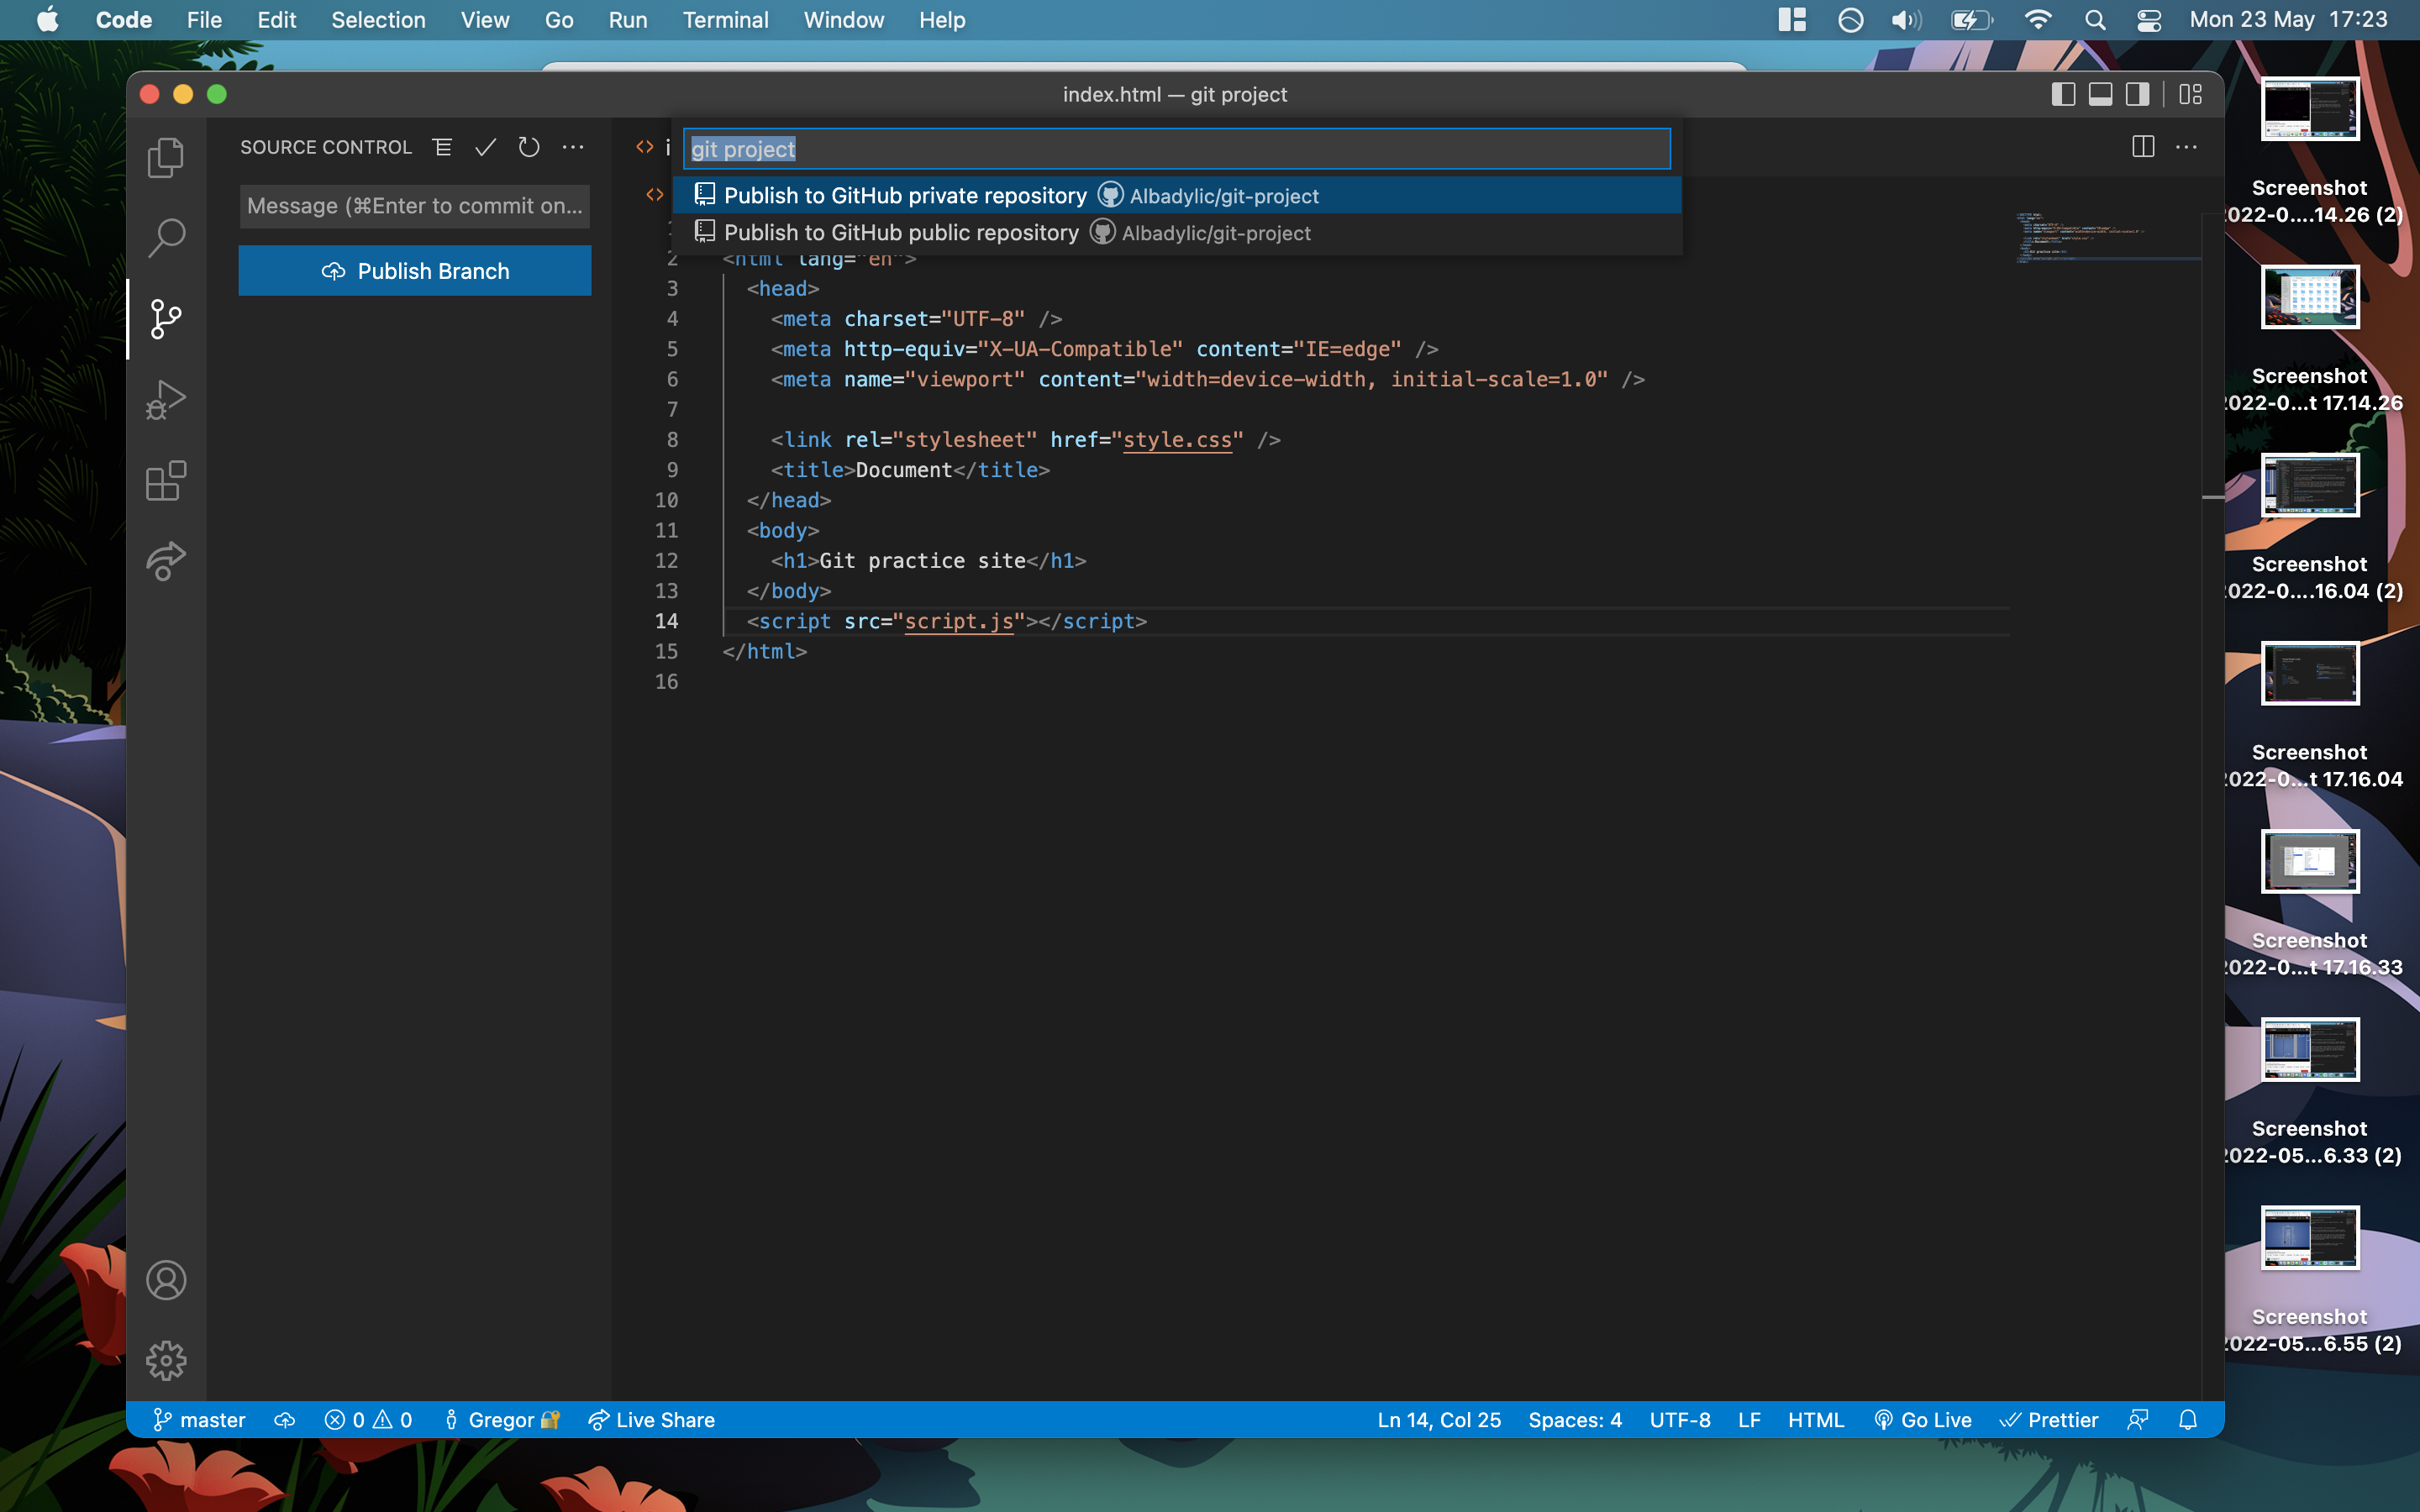 Code File Edit Selection View Go Run Terminal Window Help Mon 23 May 17:23
index.html — git project
SOURCE CONTROL
Message (⌘Enter to commit on...
Publish Branch
git project
Publish to GitHub private repository Albadylic/git-project
Publish to GitHub public repository Albadylic/git-project
2 <html lang="en">
3 <head>
4 <meta charset="UTF-8" />
5 <meta http-equiv="X-UA-Compatible" content="IE=edge" />
6 <meta name="viewport" content="width=device-width, initial-scale=1.0" />
7
8 <link rel="stylesheet" href="style.css" />
9 <title>Document</title>
10 </head>
11 <body>
12 <h1>Git practice site</h1>
13 </body>
14 <script src="script.js"></script>
15 </html>
16
master 0 0 Gregor Live Share Ln 14, Col 25 Spaces: 4 UTF-8 LF HTML Go Live Prettier
Screenshot
2022-0....14.26 (2)
Screenshot
2022-0...t 17.14.26
Screenshot
2022-0....16.04 (2)
Screenshot
2022-0...t 17.16.04
Screenshot
2022-0...t 17.16.33
Screenshot
2022-05...6.33 (2)
Screenshot
2022-05...6.55 (2)